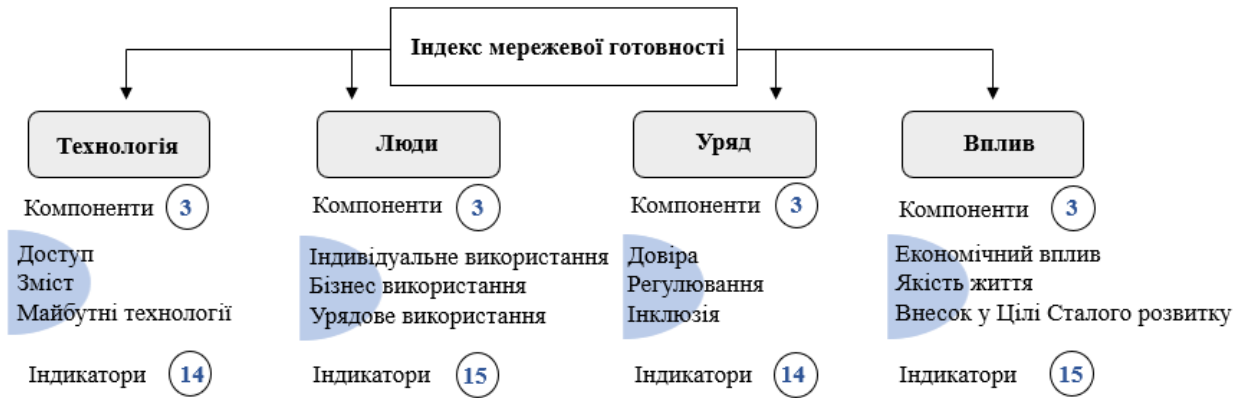 Індекс мережевої готовності
Технологія
Компоненти 3
Доступ
Зміст
Майбутні технології
Індикатори 14
Люди
Компоненти 3
Індивідуальне використання
Бізнес використання
Урядове використання
Індикатори 15
Уряд
Компоненти 3
Довіра
Регулювання
Інклюзія
Індикатори 14
Вплив
Компоненти 3
Економічний вплив
Якість життя
Внесок у Цілі Сталого розвитку
Індикатори 15